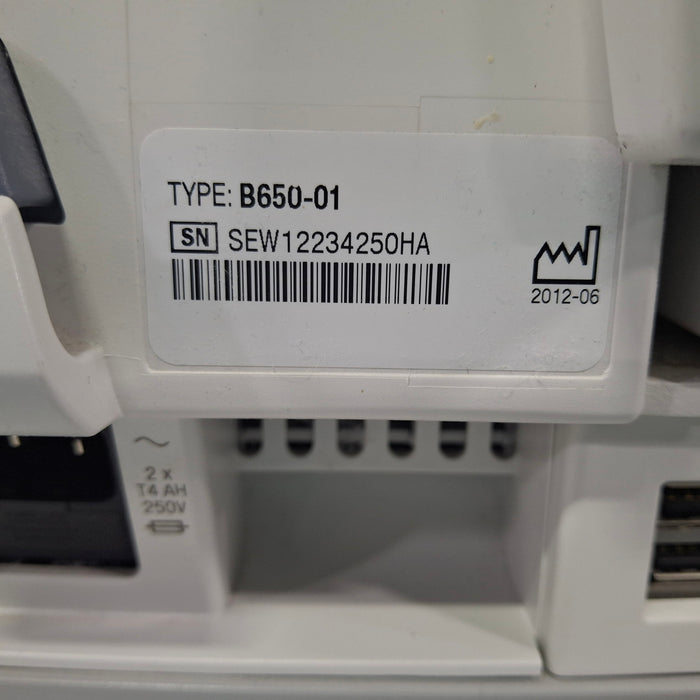 TYPE: B650-01
SN SEW12234250HA
2012-06
2 x
T4 AH
250V